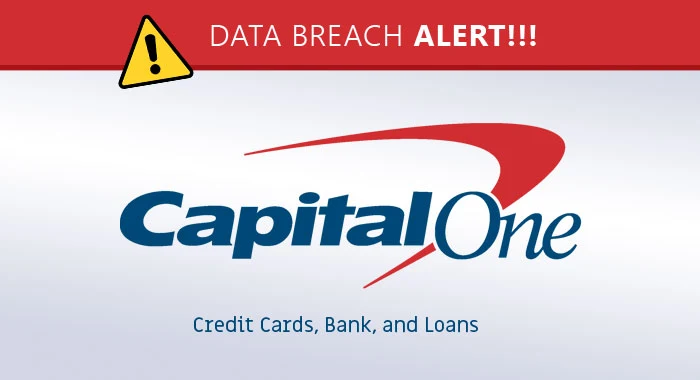 DATA BREACH ALERT!!!
CapitalOne
Credit Cards, Bank, and Loans